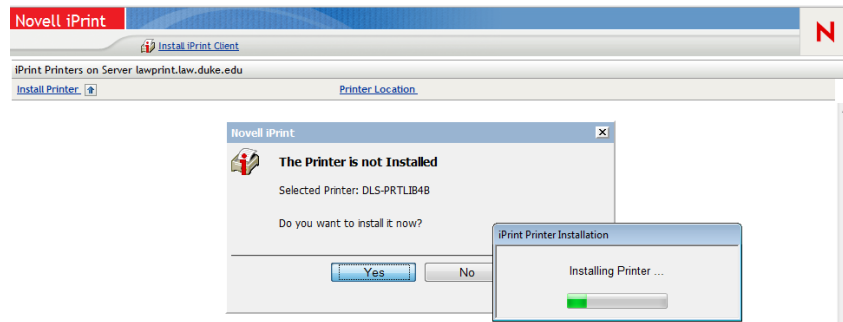 Novell iPrint
N
Install iPrint Client
iPrint Printers on Server lawprint.law.duke.edu
Install Printer Printer Location
Novell iPrint
The Printer is not Installed
Selected Printer: DLS-PRTLIB4B
Do you want to install it now?
Yes No
iPrint Printer Installation
Installing Printer ...